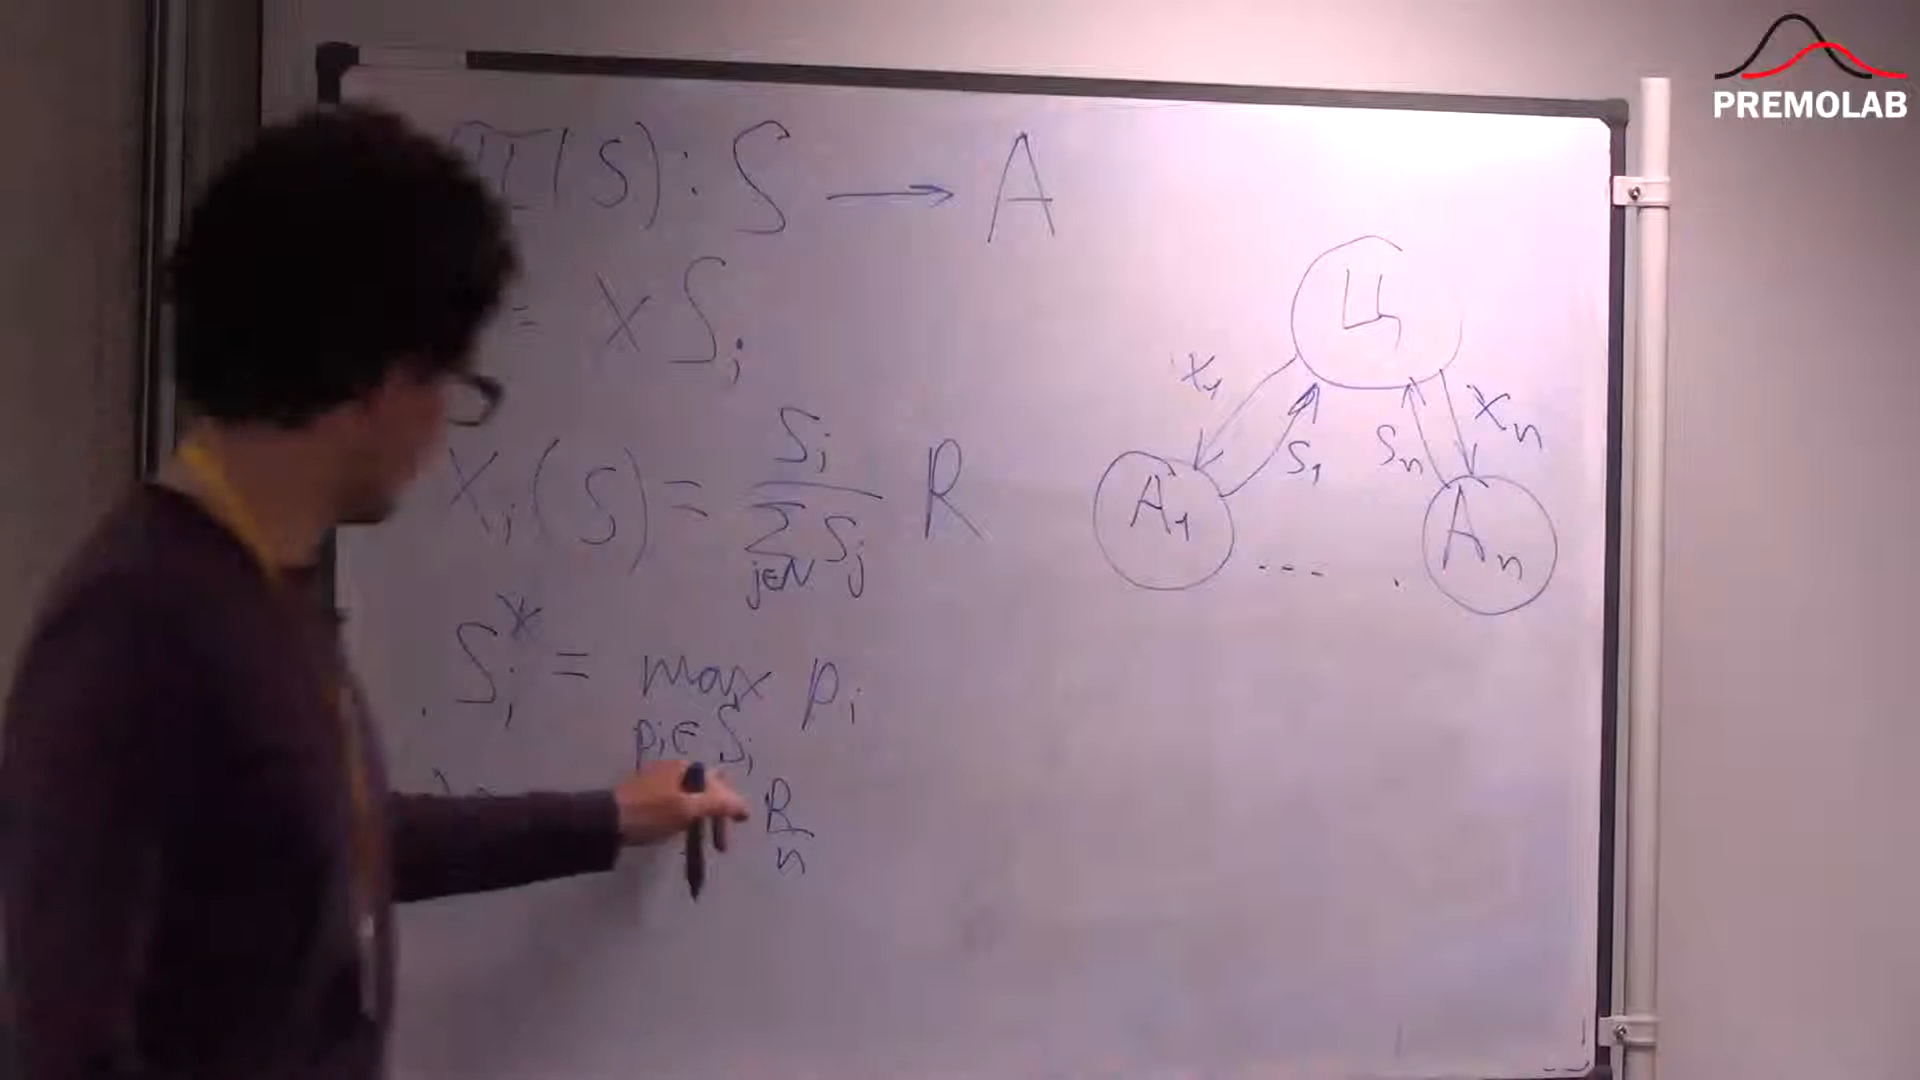 π(S): S → A
= X S_i
X_i(S) = S_i / Σ_{j∈N} S_j R
S_i^* = max p_i
p_i ∈ S_i
R/n
Ц
X_1
S_1
S_n
X_n
A_1
...
A_n
PREMOLAB